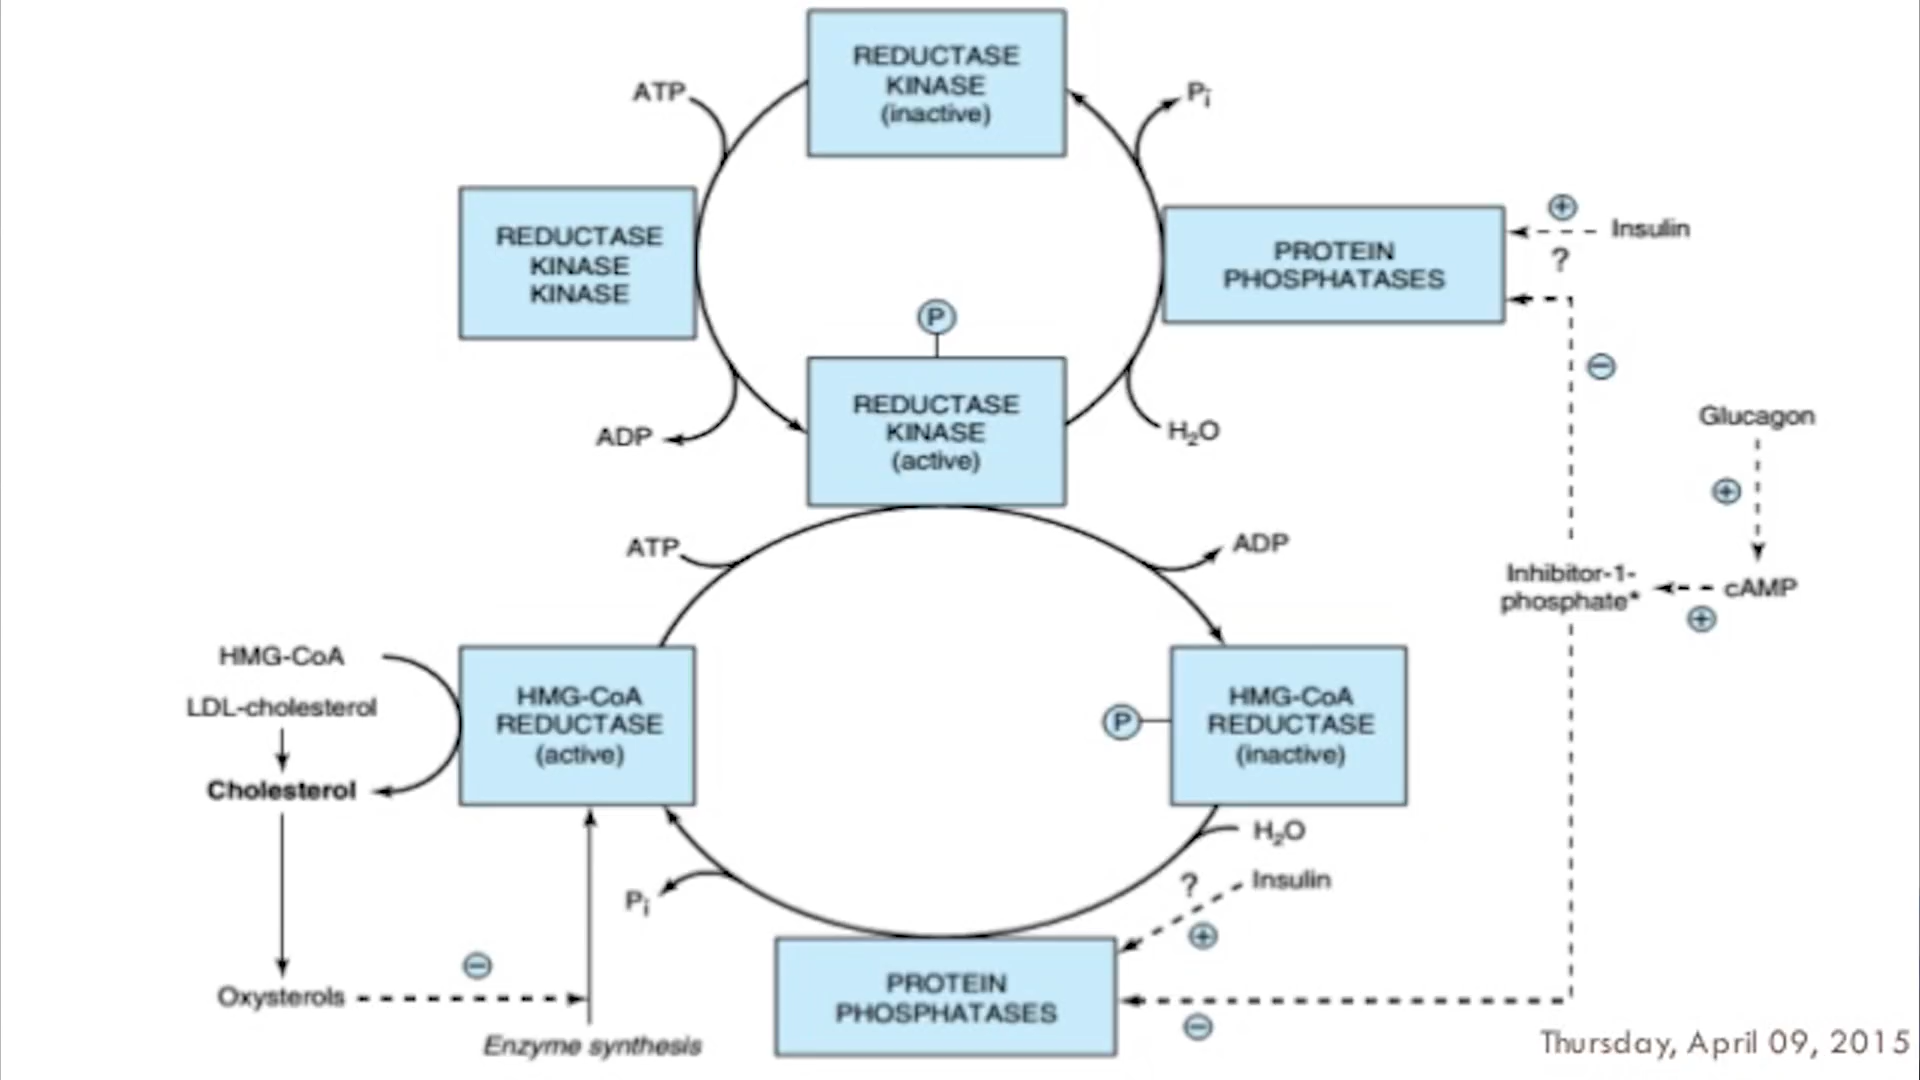 REDUCTASE
KINASE
(inactive)
ATP
Pi
REDUCTASE
KINASE
KINASE
PROTEIN
PHOSPHATASES
+
Insulin
?
P
−
REDUCTASE
KINASE
(active)
ADP
H2O
Glucagon
+
ATP
ADP
Inhibitor-1-
phosphate*
cAMP
+
HMG-CoA
LDL-cholesterol
Cholesterol
HMG-CoA
REDUCTASE
(active)
P
HMG-CoA
REDUCTASE
(inactive)
H2O
Pi
?
Insulin
+
−
Oxysterols
Enzyme synthesis
PROTEIN
PHOSPHATASES
−
Thursday, April 09, 2015